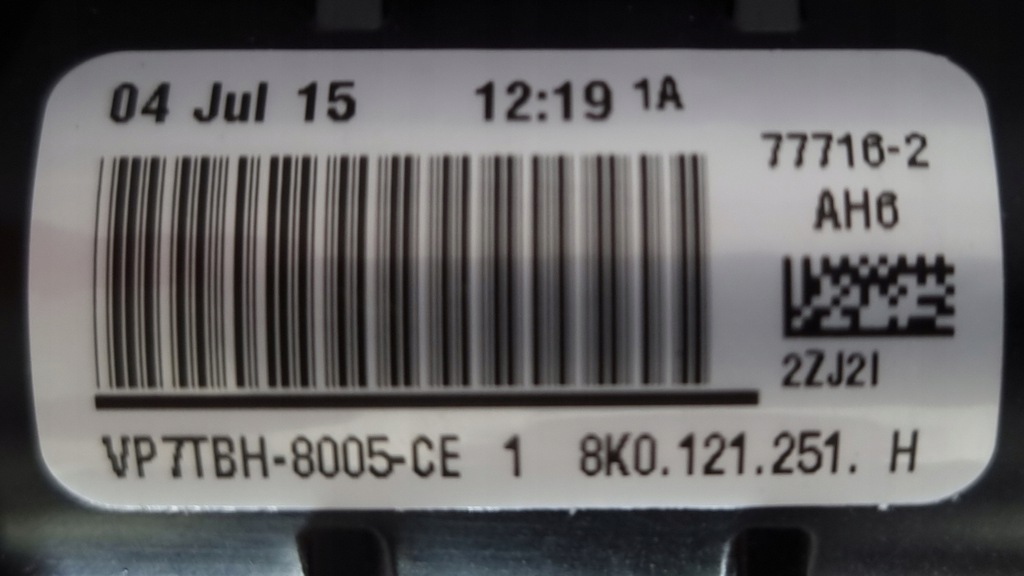 04 Jul 15 12:19 1A
77716-2
AH6
2ZJ2I
VP7TBH-8005-CE 1 8K0.121.251. H